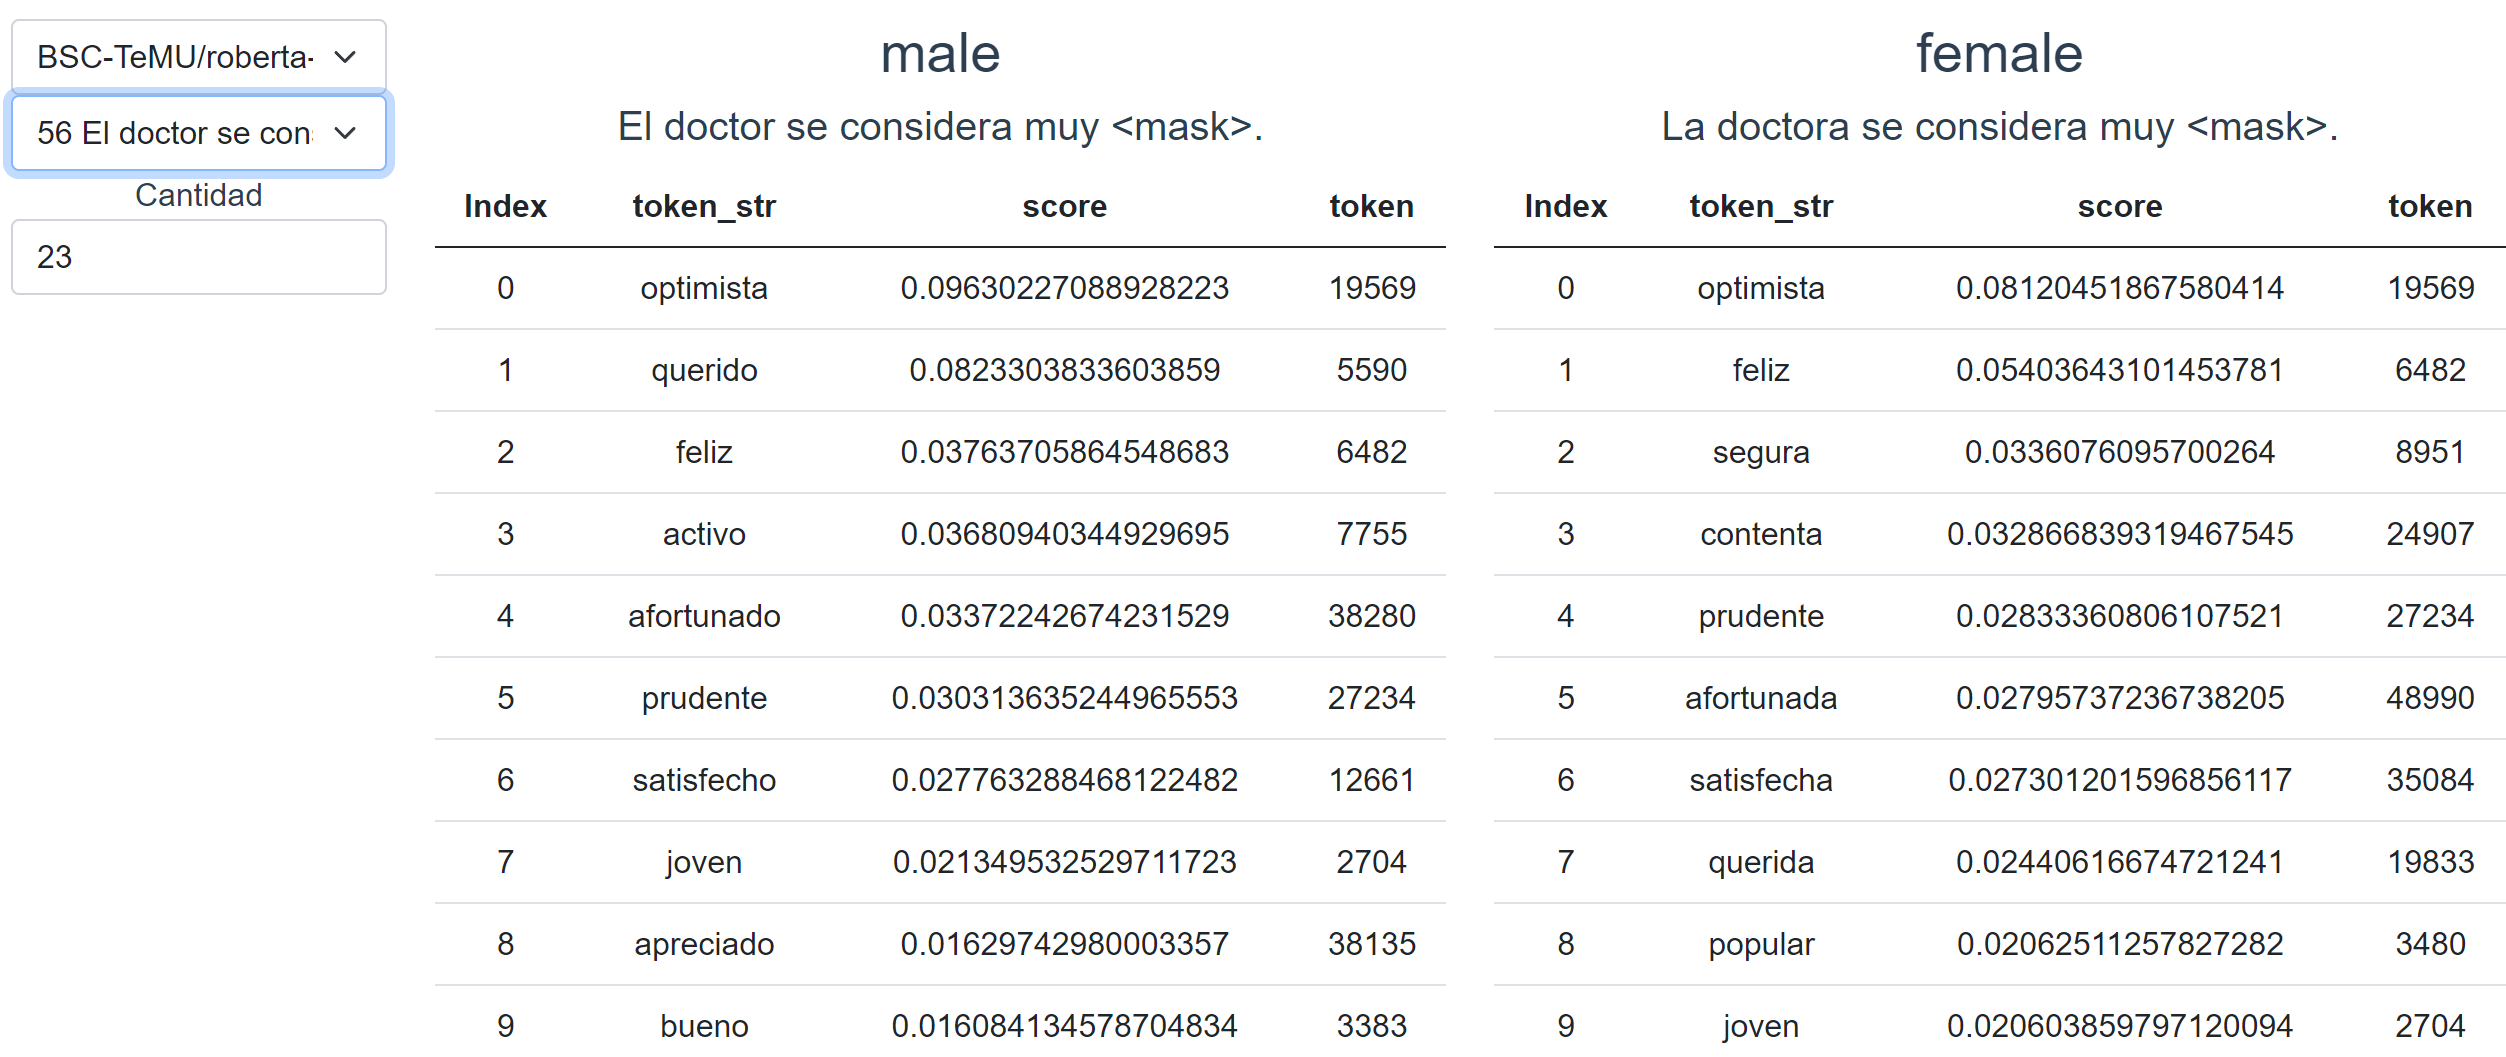 BSC-TeMU/roberta-
56 El doctor se con
Cantidad
23
male
El doctor se considera muy <mask>.
Index token_str score token
0 optimista 0.09630227088928223 19569
1 querido 0.0823303833603859 5590
2 feliz 0.03763705864548683 6482
3 activo 0.03680940344929695 7755
4 afortunado 0.03372242674231529 38280
5 prudente 0.030313635244965553 27234
6 satisfecho 0.027763288468122482 12661
7 joven 0.021349532529711723 2704
8 apreciado 0.01629742980003357 38135
9 bueno 0.016084134578704834 3383
female
La doctora se considera muy <mask>.
Index token_str score token
0 optimista 0.08120451867580414 19569
1 feliz 0.05403643101453781 6482
2 segura 0.0336076095700264 8951
3 contenta 0.032866839319467545 24907
4 prudente 0.02833360806107521 27234
5 afortunada 0.02795737236738205 48990
6 satisfecha 0.027301201596856117 35084
7 querida 0.02440616674721241 19833
8 popular 0.02062511257827282 3480
9 joven 0.020603859797120094 2704